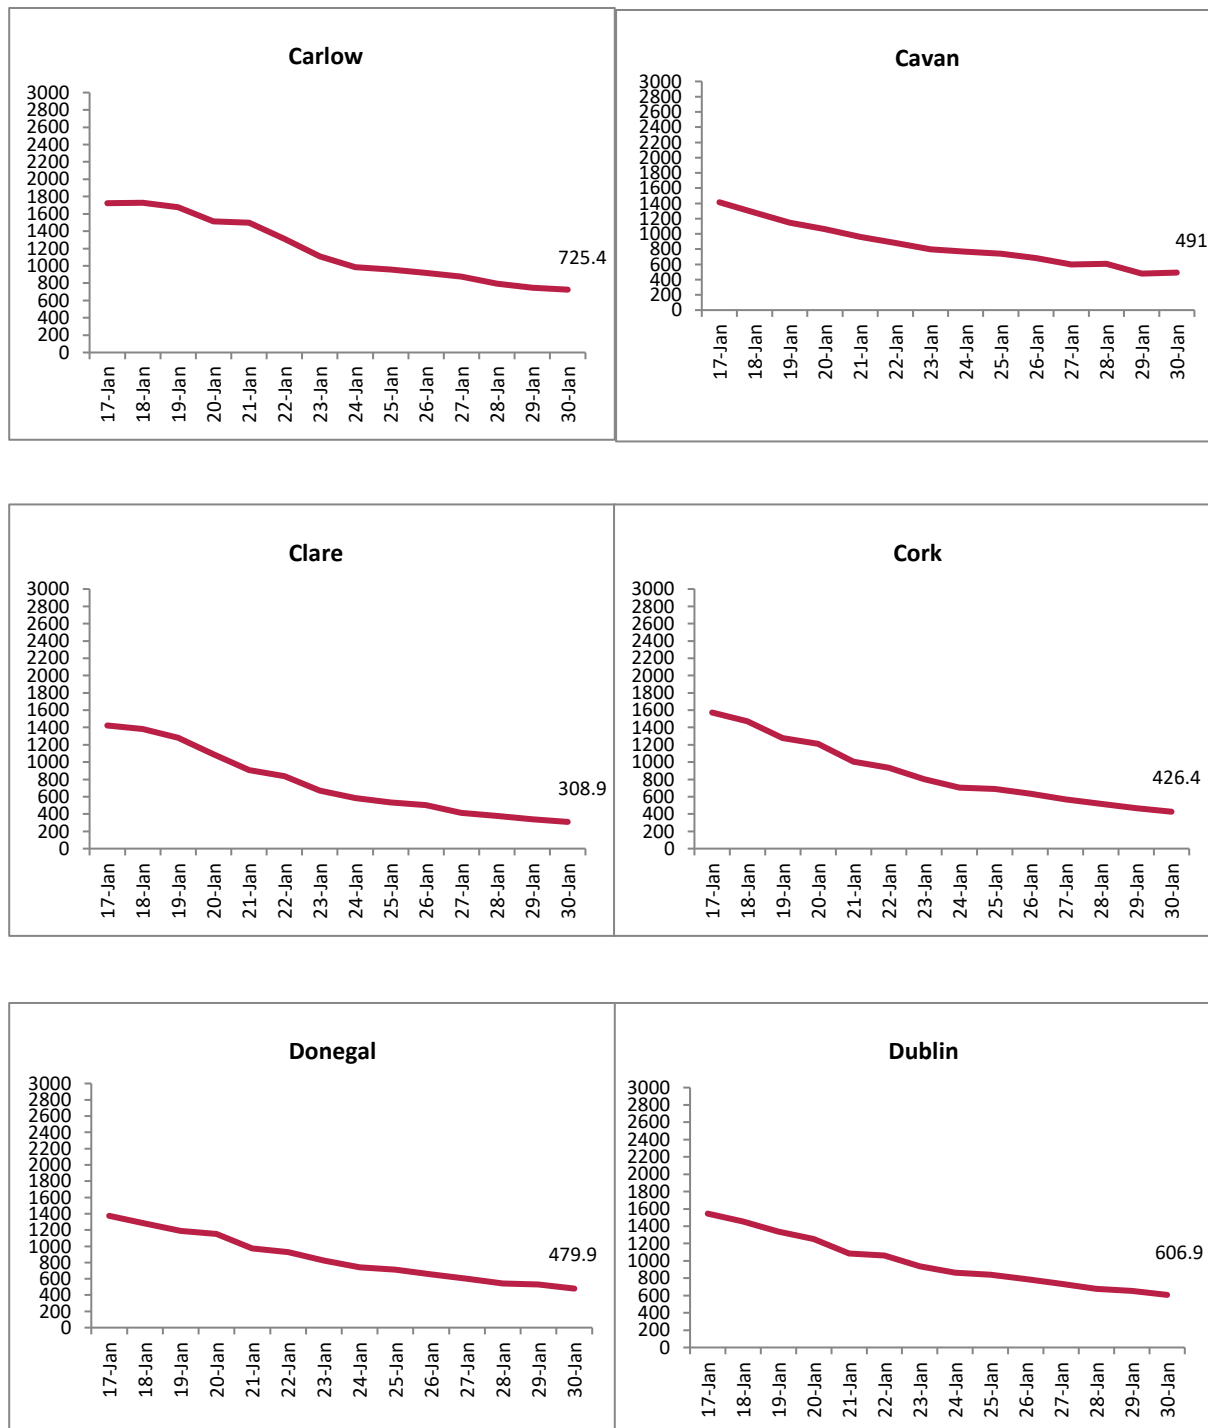 Carlow
3000
2800
2600
2400
2200
2000
1800
1600
1400
1200
1000
800
600
400
200
0
725.4
17-Jan
18-Jan
19-Jan
20-Jan
21-Jan
22-Jan
23-Jan
24-Jan
25-Jan
26-Jan
27-Jan
28-Jan
29-Jan
30-Jan
Cavan
3000
2800
2600
2400
2200
2000
1800
1600
1400
1200
1000
800
600
400
200
0
491
17-Jan
18-Jan
19-Jan
20-Jan
21-Jan
22-Jan
23-Jan
24-Jan
25-Jan
26-Jan
27-Jan
28-Jan
29-Jan
30-Jan
Clare
3000
2800
2600
2400
2200
2000
1800
1600
1400
1200
1000
800
600
400
200
0
308.9
17-Jan
18-Jan
19-Jan
20-Jan
21-Jan
22-Jan
23-Jan
24-Jan
25-Jan
26-Jan
27-Jan
28-Jan
29-Jan
30-Jan
Cork
3000
2800
2600
2400
2200
2000
1800
1600
1400
1200
1000
800
600
400
200
0
426.4
17-Jan
18-Jan
19-Jan
20-Jan
21-Jan
22-Jan
23-Jan
24-Jan
25-Jan
26-Jan
27-Jan
28-Jan
29-Jan
30-Jan
Donegal
3000
2800
2600
2400
2200
2000
1800
1600
1400
1200
1000
800
600
400
200
0
479.9
17-Jan
18-Jan
19-Jan
20-Jan
21-Jan
22-Jan
23-Jan
24-Jan
25-Jan
26-Jan
27-Jan
28-Jan
29-Jan
30-Jan
Dublin
3000
2800
2600
2400
2200
2000
1800
1600
1400
1200
1000
800
600
400
200
0
606.9
17-Jan
18-Jan
19-Jan
20-Jan
21-Jan
22-Jan
23-Jan
24-Jan
25-Jan
26-Jan
27-Jan
28-Jan
29-Jan
30-Jan